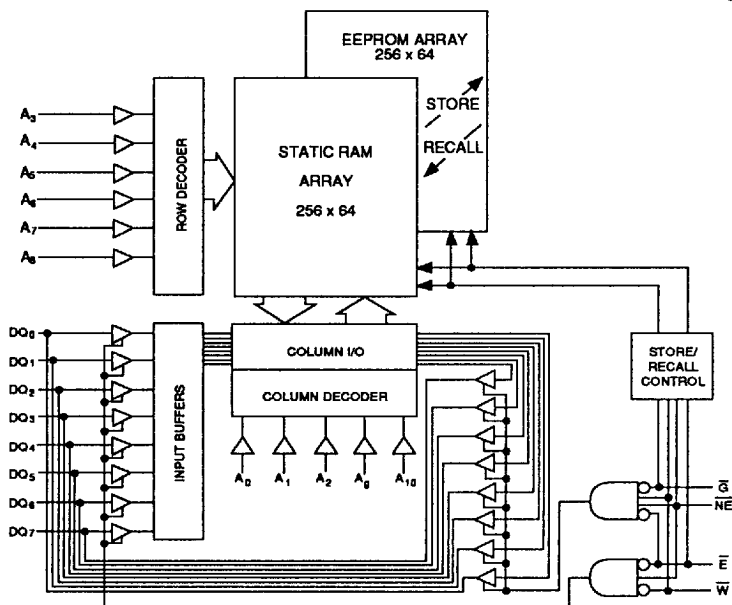 EEPROM ARRAY
256 x 64
STORE
RECALL
STATIC RAM
ARRAY
256 x 64
ROW DECODER
A3
A4
A5
A6
A7
A8
DQ0
DQ1
DQ2
DQ3
DQ4
DQ5
DQ6
DQ7
INPUT BUFFERS
COLUMN I/O
COLUMN DECODER
A0
A1
A2
A9
A10
STORE/
RECALL
CONTROL
G̅
N̅E̅
E̅
W̅